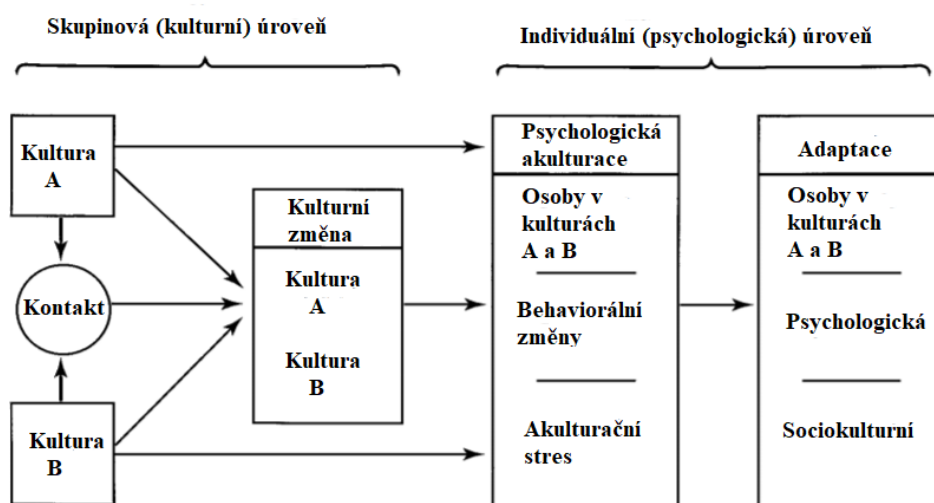 Skupinová (kulturní) úroveň
Individuální (psychologická) úroveň
Kultura
A
Kontakt
Kultura
B
Kulturní
změna
Kultura
A
Kultura
B
Psychologická
akulturace
Osoby v
kulturách
A a B
Behaviorální
změny
Akulturační
stres
Adaptace
Osoby v
kulturách
A a B
Psychologická
Sociokulturní